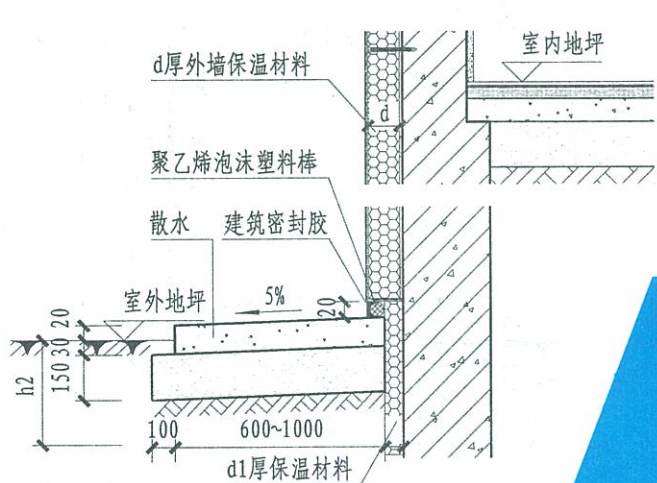 室内地坪
d厚外墙保温材料
d
聚乙烯泡沫塑料棒
散水
建筑密封胶
室外地坪
5%
20
20
30
150
h2
100
600~1000
d1厚保温材料